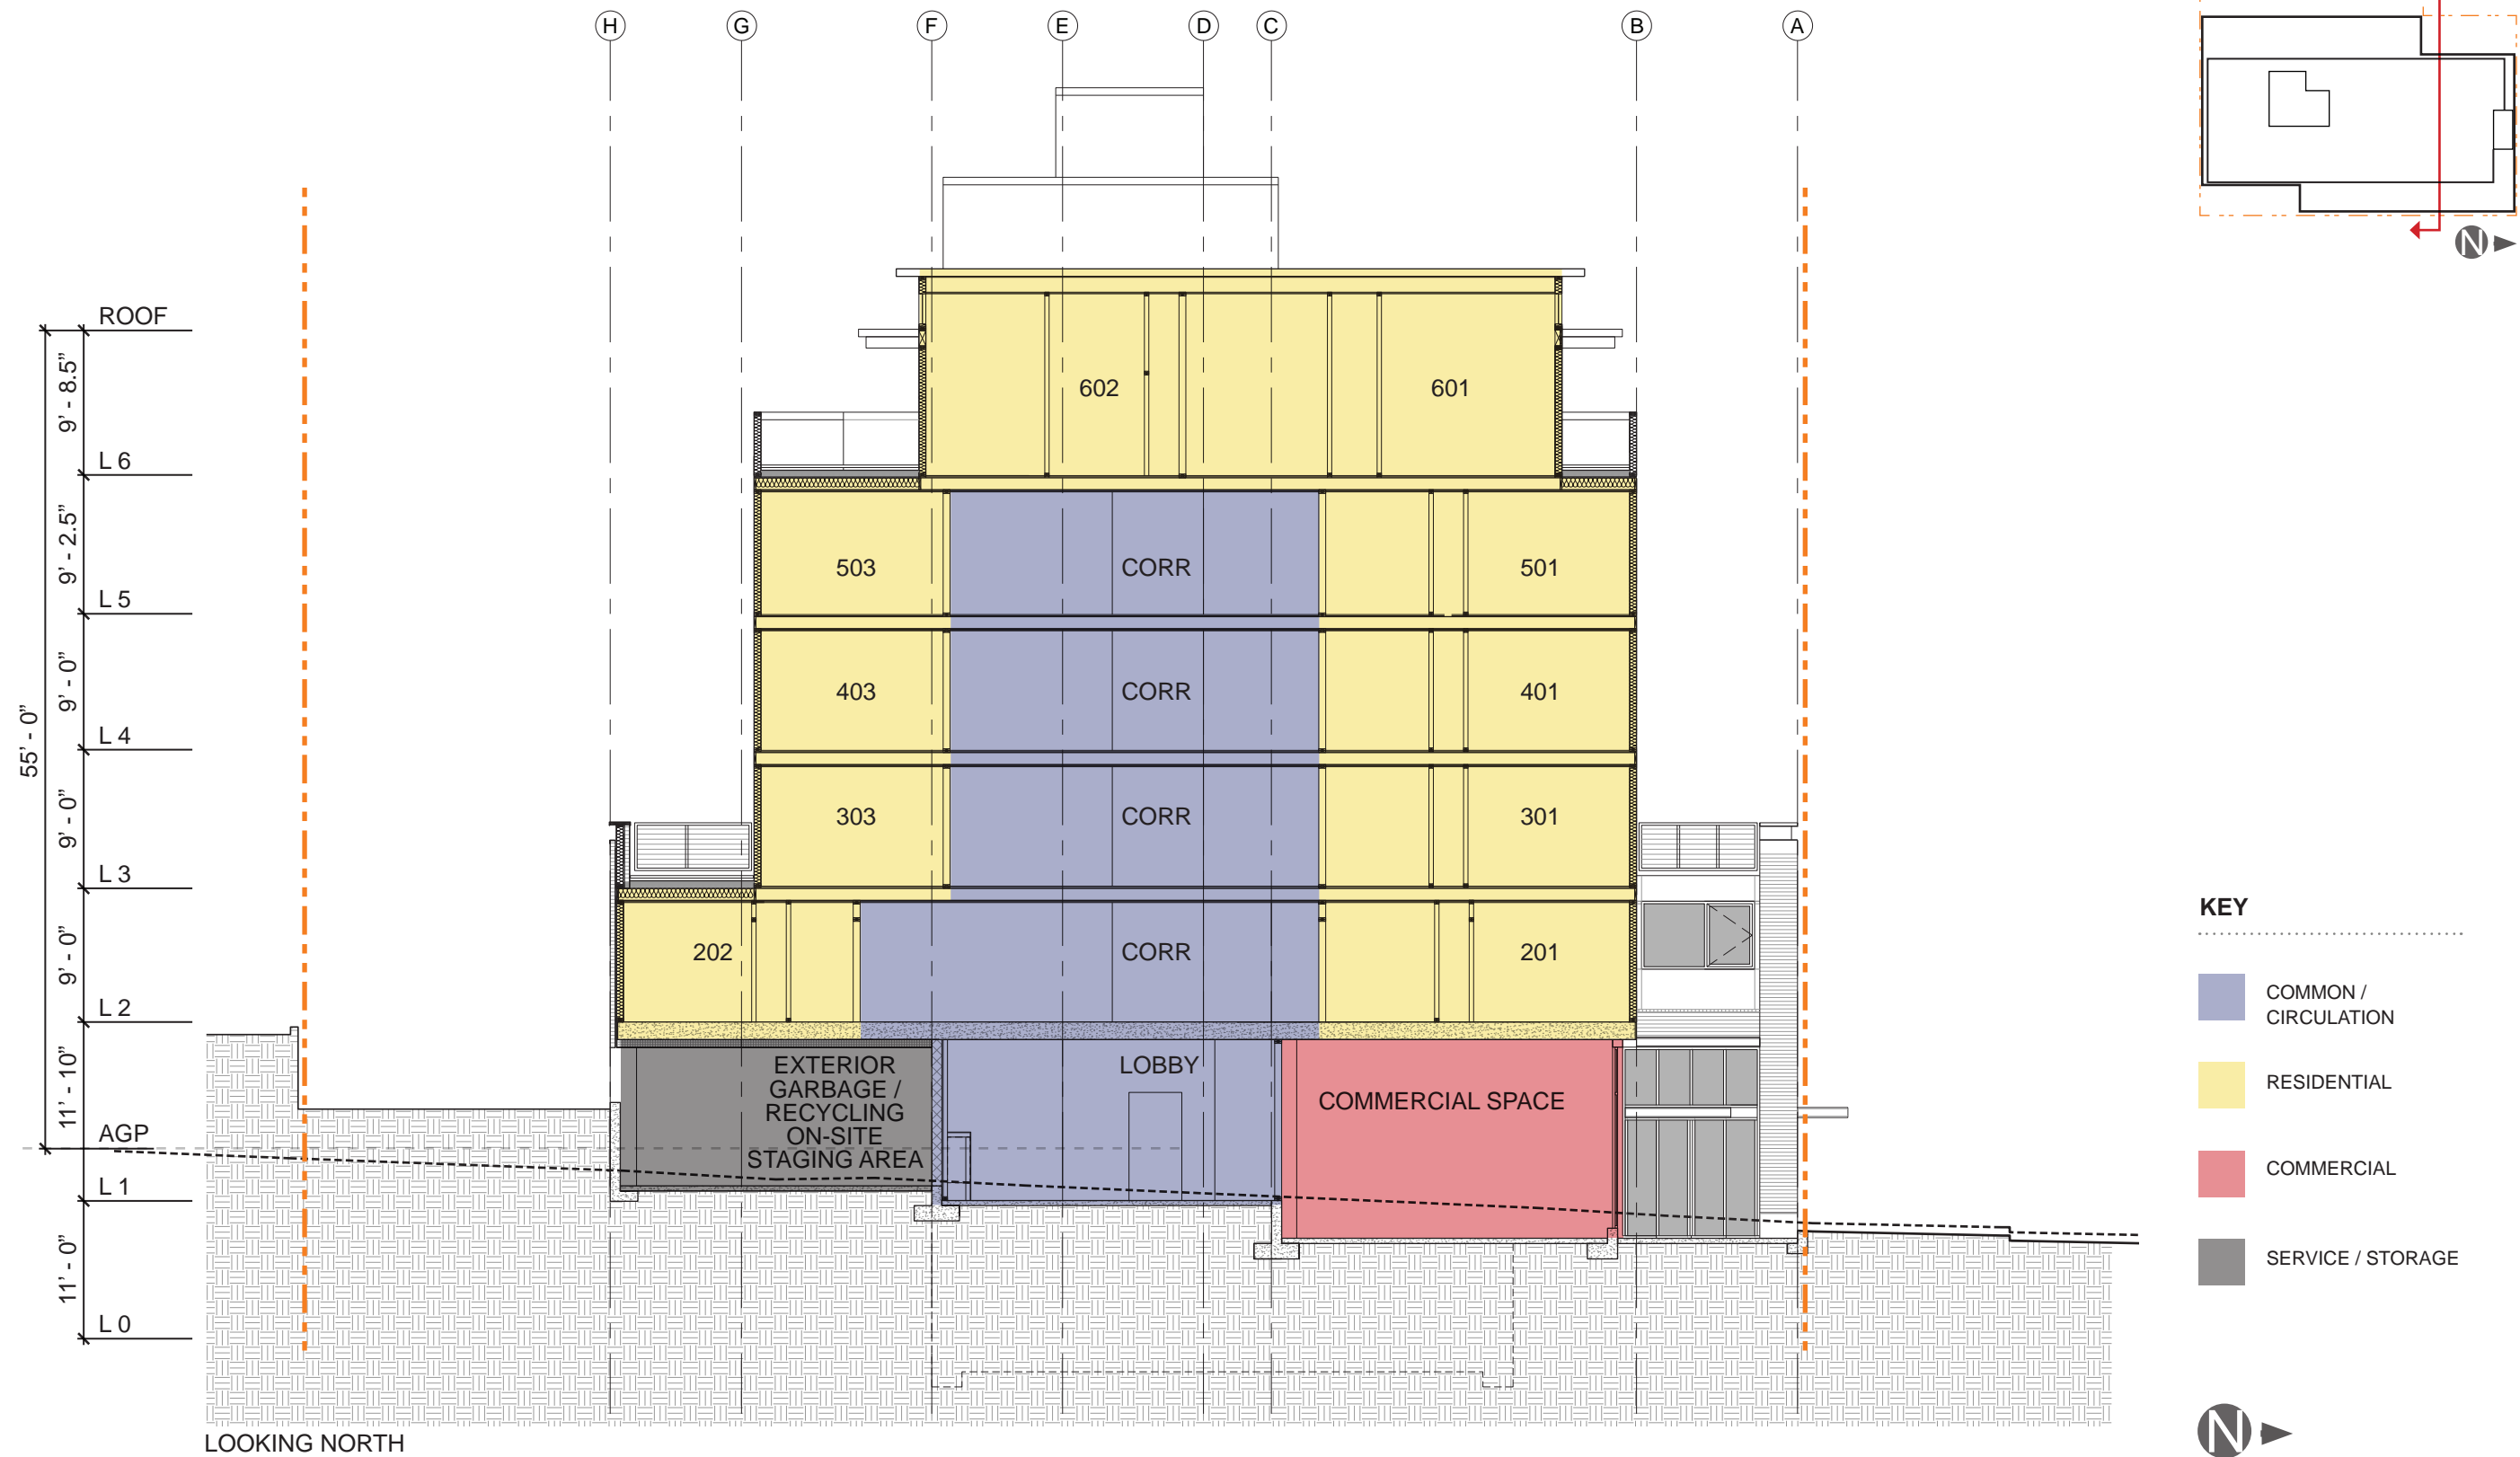 H G F E D C B A
N
ROOF
9' - 8.5"
602 601
L 6
9' - 2.5"
503 CORR 501
L 5
9' - 0"
403 CORR 401
L 4
55' - 0"
9' - 0"
303 CORR 301
L 3
9' - 0"
202 CORR 201
L 2
11' - 10"
EXTERIOR
GARBAGE /
RECYCLING
ON-SITE
STAGING AREA
LOBBY
COMMERCIAL SPACE
AGP
L 1
11' - 0"
L 0
LOOKING NORTH
KEY
COMMON /
CIRCULATION
RESIDENTIAL
COMMERCIAL
SERVICE / STORAGE
N